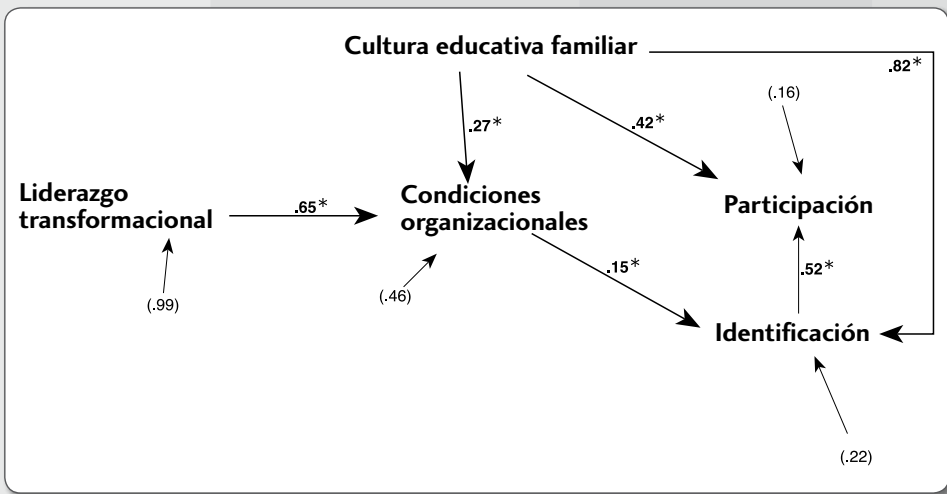 Cultura educativa familiar
.82*
(.16)
.27*
.42*
Liderazgo
transformacional
.65*
Condiciones
organizacionales
Participación
(.99)
(.46)
.15*
.52*
Identificación
(.22)